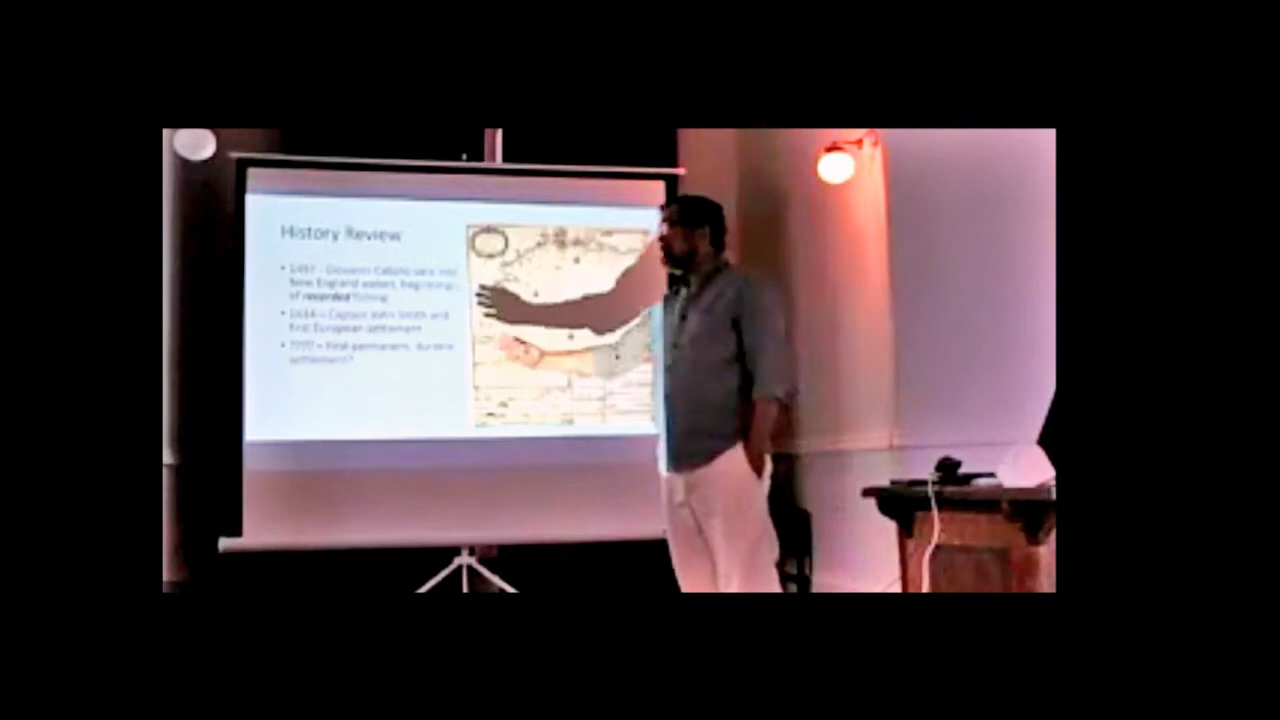 History Review
• 1497 – Giovanni Caboto sails into
New England waters, beginnings
of recorded fishing
• 1614 – Captain John Smith and
first European settlement
• ???? – First permanent, durable
settlement?